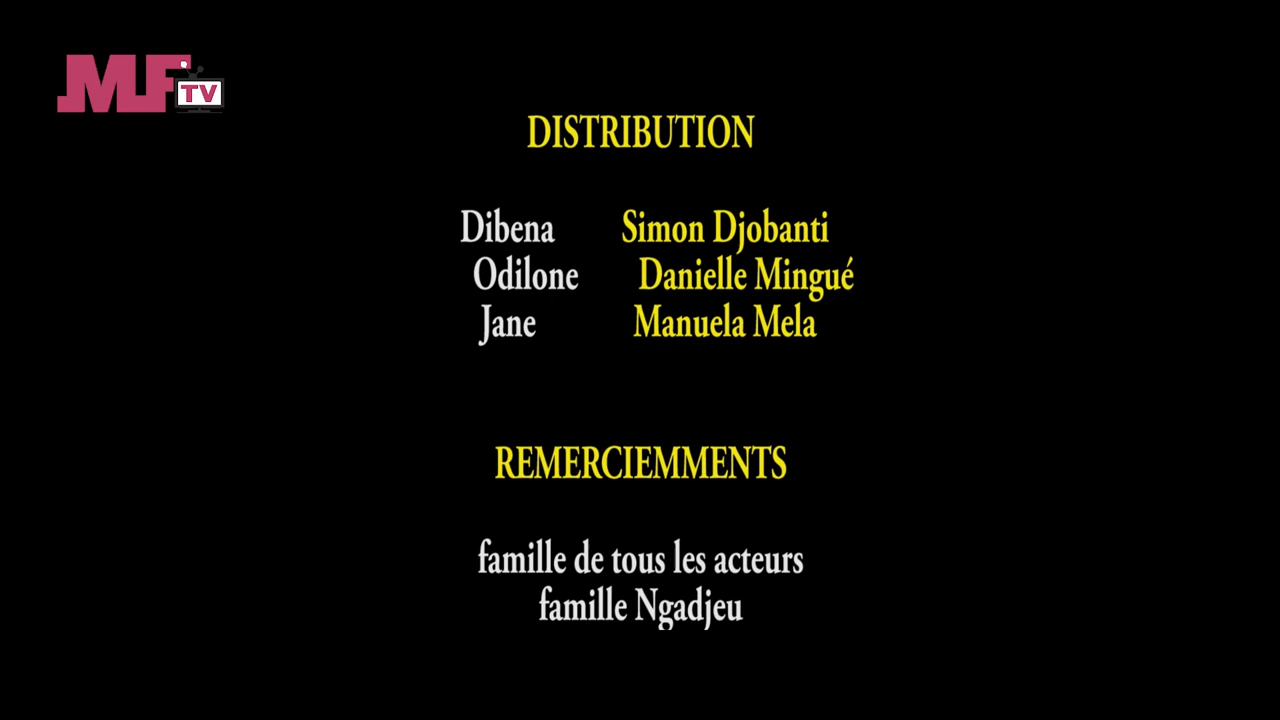 MF TV
DISTRIBUTION
Dibena Simon Djobanti
Odilone Danielle Mingué
Jane Manuela Mela
REMERCIEMMENTS
famille de tous les acteurs
famille Ngadjeu